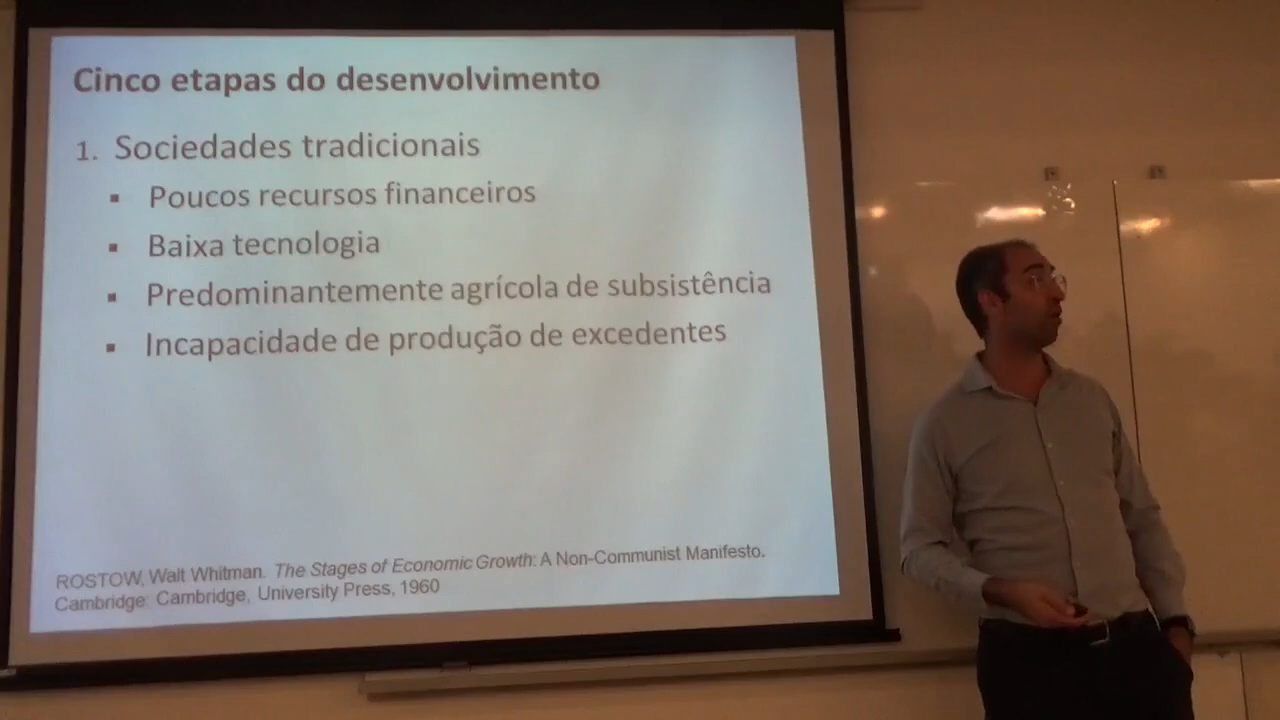 Cinco etapas do desenvolvimento
1. Sociedades tradicionais
▪ Poucos recursos financeiros
▪ Baixa tecnologia
▪ Predominantemente agrícola de subsistência
▪ Incapacidade de produção de excedentes
ROSTOW, Walt Whitman. The Stages of Economic Growth: A Non-Communist Manifesto.
Cambridge: Cambridge, University Press, 1960